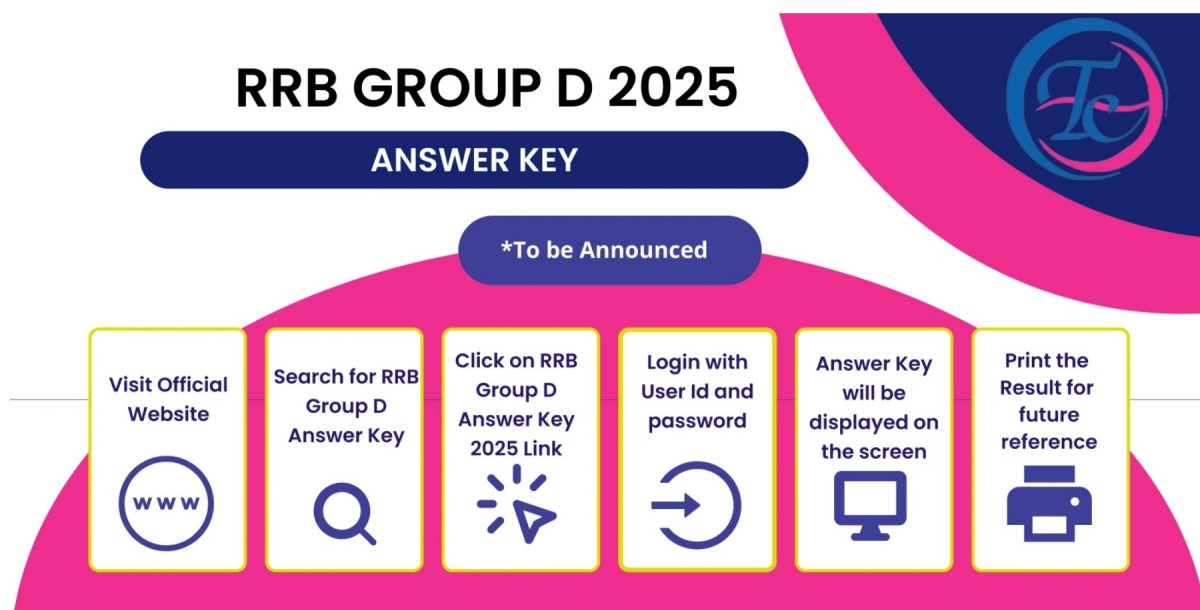 RRB GROUP D 2025
Tc
ANSWER KEY
*To be Announced
Visit Official
Website
www
Search for RRB
Group D
Answer Key
Click on RRB
Group D
Answer Key
2025 Link
Login with
User Id and
password
Answer Key
will be
displayed on
the screen
Print the
Result for
future
reference